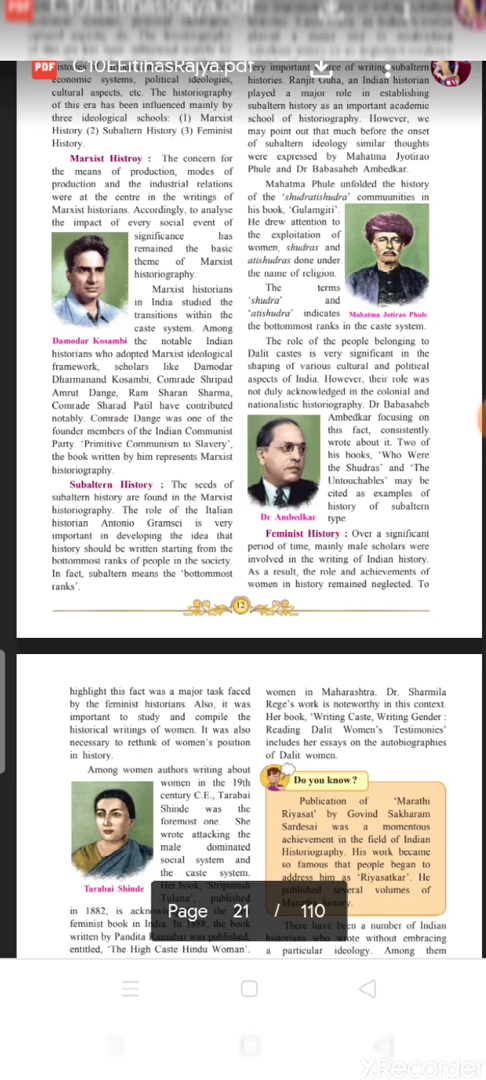 PDF C10EEitihasRajya.pdf
economic systems, political ideologies,
cultural aspects, etc. The historiography
of this era has been influenced mainly by
three ideological schools: (1) Marxist
History (2) Subaltern History (3) Feminist
History.
Marxist Histroy : The concern for
the means of production, modes of
production and the industrial relations
were at the centre in the writings of
Marxist historians. Accordingly, to analyse
the impact of every social event of
significance has
remained the basic
theme of Marxist
historiography.
Marxist historians
in India studied the
transitions within the
caste system. Among
Damodar Kosambi the notable Indian
historians who adopted Marxist ideological
framework, scholars like Damodar
Dharmanand Kosambi, Comrade Shripad
Amrut Dange, Ram Sharan Sharma,
Comrade Sharad Patil have contributed
notably. Comrade Dange was one of the
founder members of the Indian Communist
Party. 'Primitive Communism to Slavery',
the book written by him represents Marxist
historiography.
Subaltern History : The seeds of
subaltern history are found in the Marxist
historiography. The role of the Italian
historian Antonio Gramsci is very
important in developing the idea that
history should be written starting from the
bottommost ranks of people in the society.
In fact, subaltern means the 'bottommost
ranks'.
very important source of writing subaltern
histories. Ranjit Guha, an Indian historian
played a major role in establishing
subaltern history as an important academic
school of historiography. However, we
may point out that much before the onset
of subaltern ideology similar thoughts
were expressed by Mahatma Jyotirao
Phule and Dr Babasaheb Ambedkar.
Mahatma Phule unfolded the history
of the 'shudratishudra' commuunities in
his book, 'Gulamgiri'.
He drew attention to
the exploitation of
women, shudras and
atishudras done under
the name of religion.
The terms
'shudra' and
'atishudra' indicates Mahatma Jotirao Phule
the bottommost ranks in the caste system.
The role of the people belonging to
Dalit castes is very significant in the
shaping of various cultural and political
aspects of India. However, their role was
not duly acknowledged in the colonial and
nationalistic historiography. Dr Babasaheb
Ambedkar focusing on
this fact, consistently
wrote about it. Two of
his books, 'Who Were
the Shudras' and 'The
Untouchables' may be
cited as examples of
history of subaltern
Dr Ambedkar type.
Feminist History : Over a significant
period of time, mainly male scholars were
involved in the writing of Indian history.
As a result, the role and achievements of
women in history remained neglected. To
12
highlight this fact was a major task faced
by the feminist historians. Also, it was
important to study and compile the
historical writings of women. It was also
necessary to rethink of women's position
in history.
Among women authors writing about
women in the 19th
century C.E., Tarabai
Shinde was the
foremost one. She
wrote attacking the
male dominated
social system and
the caste system.
Tarabai Shinde Her book, 'Stripurush
Tulana', published
in 1882, is the
feminist book in India. In 1888, the book
written by Pandita Ramabai was published,
entitled, 'The High Caste Hindu Woman'.
women in Maharashtra. Dr. Sharmila
Rege's work is noteworthy in this context.
Her book, 'Writing Caste, Writing Gender :
Reading Dalit Women's Testimonies'
includes her essays on the autobiographies
of Dalit women.
Do you know ?
Publication of 'Marathi
Riyasat' by Govind Sakharam
Sardesai was a momentous
achievement in the field of Indian
Historiography. His work became
so famous that people began to
address him as 'Riyasatkar'. He
published several volumes of
Maratha history.
There have been a number of Indian
historians who wrote without embracing
a particular ideology. Among them
Page 21 / 110
XRecorder